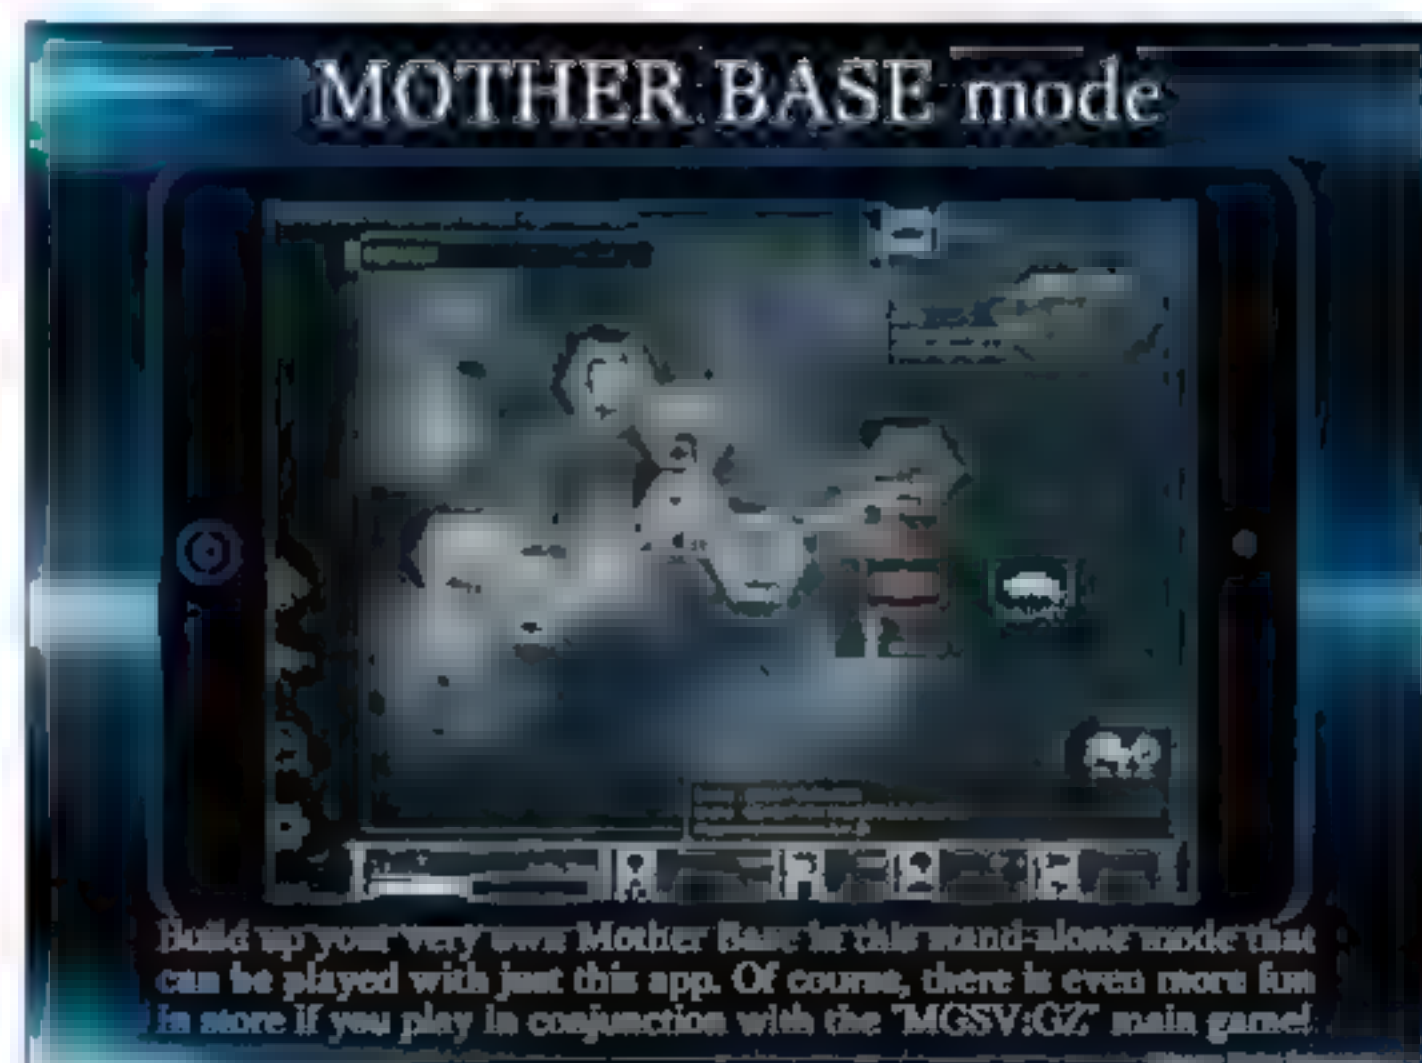 MOTHER BASE mode
Build up your very own Mother Base in this stand-alone mode that
can be played with just this app. Of course, there is even more fun
in store if you play in conjunction with the "MGSV:GZ" main game!